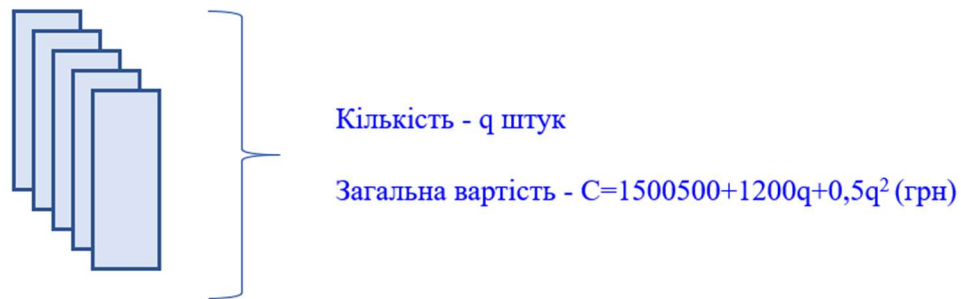 Кількість - q штук
Загальна вартість - C=1500500+1200q+0,5q² (грн)